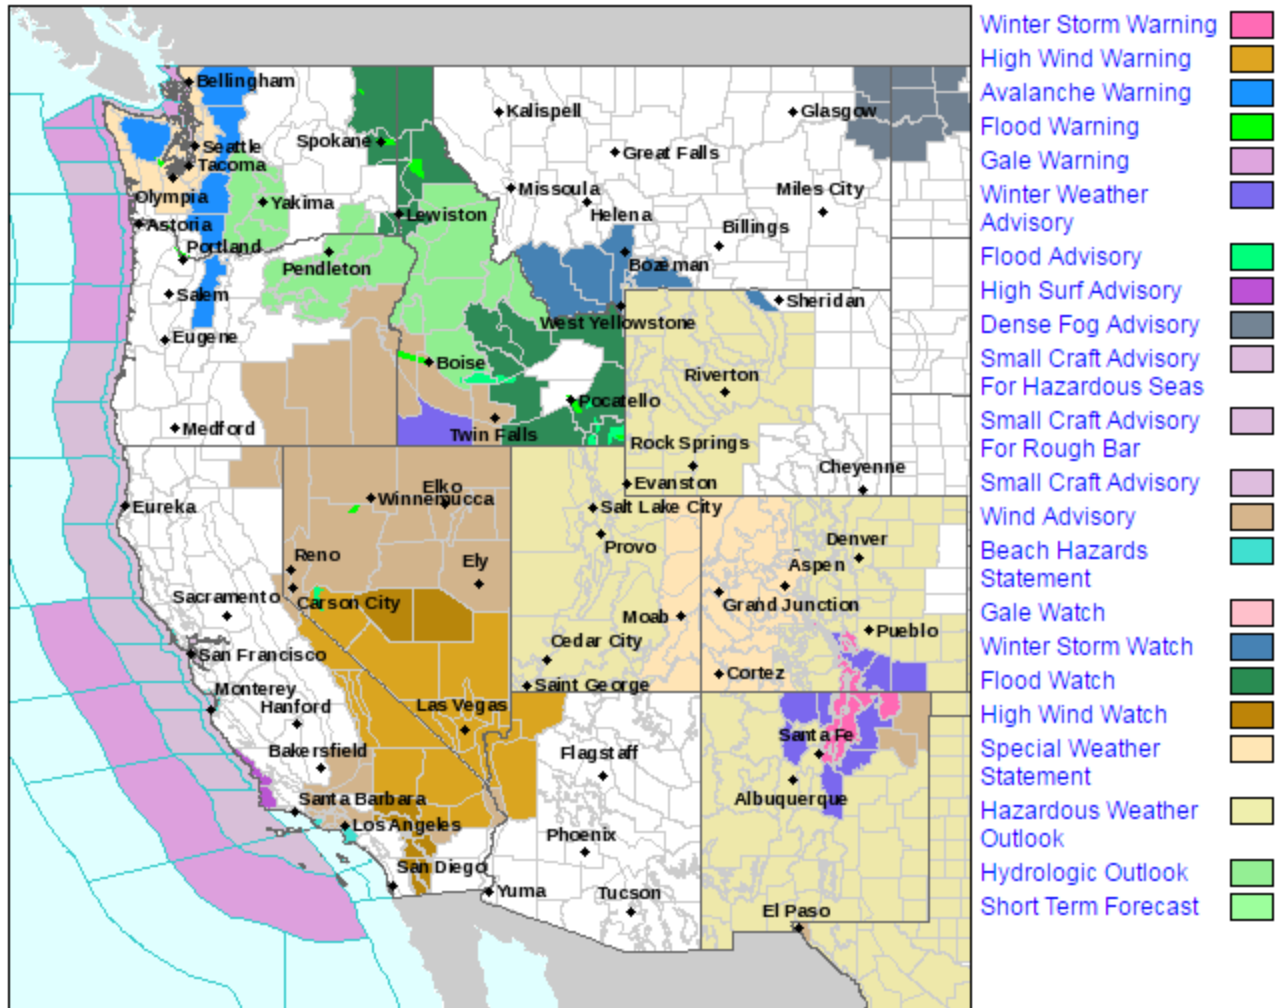 Bellingham
Kalispell
Glasgow
Spokane
Seattle
Great Falls
Tacoma
Missoula
Miles City
Olympia
Yakima
Helena
Lewiston
Astoria
Billings
Portland
Pendleton
Bozeman
Salem
Sheridan
West Yellowstone
Eugene
Boise
Riverton
Pocatello
Medford
Twin Falls
Rock Springs
Cheyenne
Evanston
Elko
Winnemucca
Eureka
Salt Lake City
Provo
Denver
Reno
Ely
Aspen
Sacramento
Carson City
Grand Junction
Moab
Pueblo
Cedar City
San Francisco
Cortez
Saint George
Monterey
Hanford
Las Vegas
Santa Fe
Bakersfield
Flagstaff
Santa Barbara
Albuquerque
Los Angeles
Phoenix
San Diego
Yuma
Tucson
El Paso
Winter Storm Warning
High Wind Warning
Avalanche Warning
Flood Warning
Gale Warning
Winter Weather
Advisory
Flood Advisory
High Surf Advisory
Dense Fog Advisory
Small Craft Advisory
For Hazardous Seas
Small Craft Advisory
For Rough Bar
Small Craft Advisory
Wind Advisory
Beach Hazards
Statement
Gale Watch
Winter Storm Watch
Flood Watch
High Wind Watch
Special Weather
Statement
Hazardous Weather
Outlook
Hydrologic Outlook
Short Term Forecast